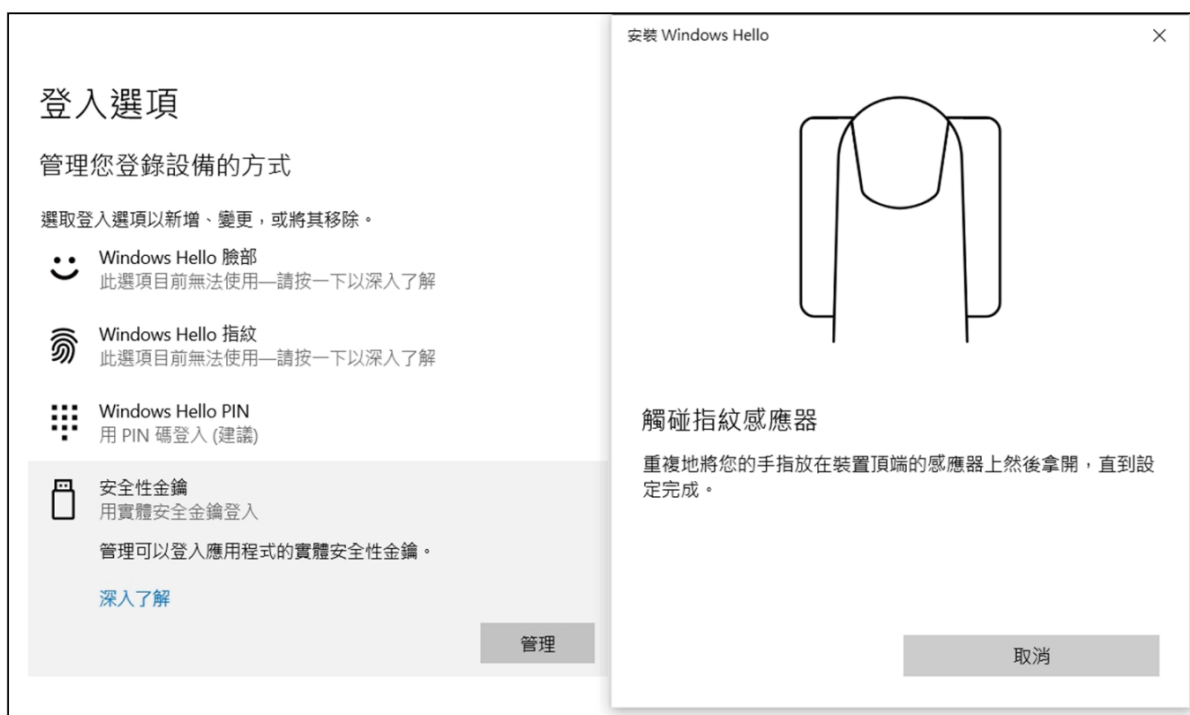 登入選項
管理您登錄設備的方式
選取登入選項以新增、變更，或將其移除。
Windows Hello 臉部
此選項目前無法使用—請按一下以深入了解
Windows Hello 指紋
此選項目前無法使用—請按一下以深入了解
Windows Hello PIN
用 PIN 碼登入 (建議)
安全性金鑰
用實體安全金鑰登入
管理可以登入應用程式的實體安全性金鑰。
深入了解
管理
安裝 Windows Hello
觸碰指紋感應器
重複地將您的手指放在裝置頂端的感應器上然後拿開，直到設
定完成。
取消